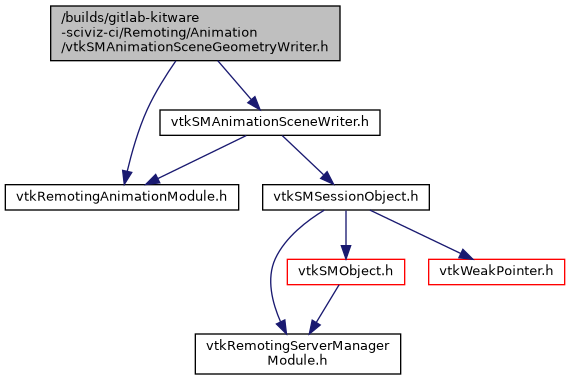 /builds/gitlab-kitware
-sciviz-ci/Remoting/Animation
/vtkSMAnimationSceneGeometryWriter.h
vtkSMAnimationSceneWriter.h
vtkRemotingAnimationModule.h
vtkSMSessionObject.h
vtkSMObject.h
vtkWeakPointer.h
vtkRemotingServerManager
Module.h